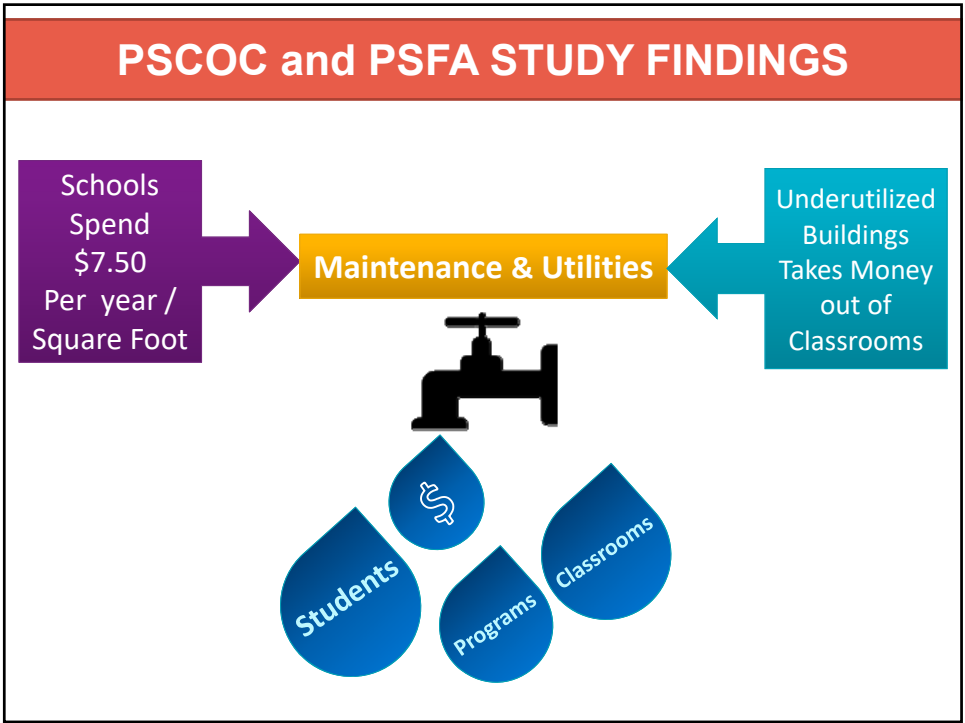 PSCOC and PSFA STUDY FINDINGS
Schools
Spend
$7.50
Per year /
Square Foot
Maintenance & Utilities
Underutilized
Buildings
Takes Money
out of
Classrooms
$
Students
Programs
Classrooms